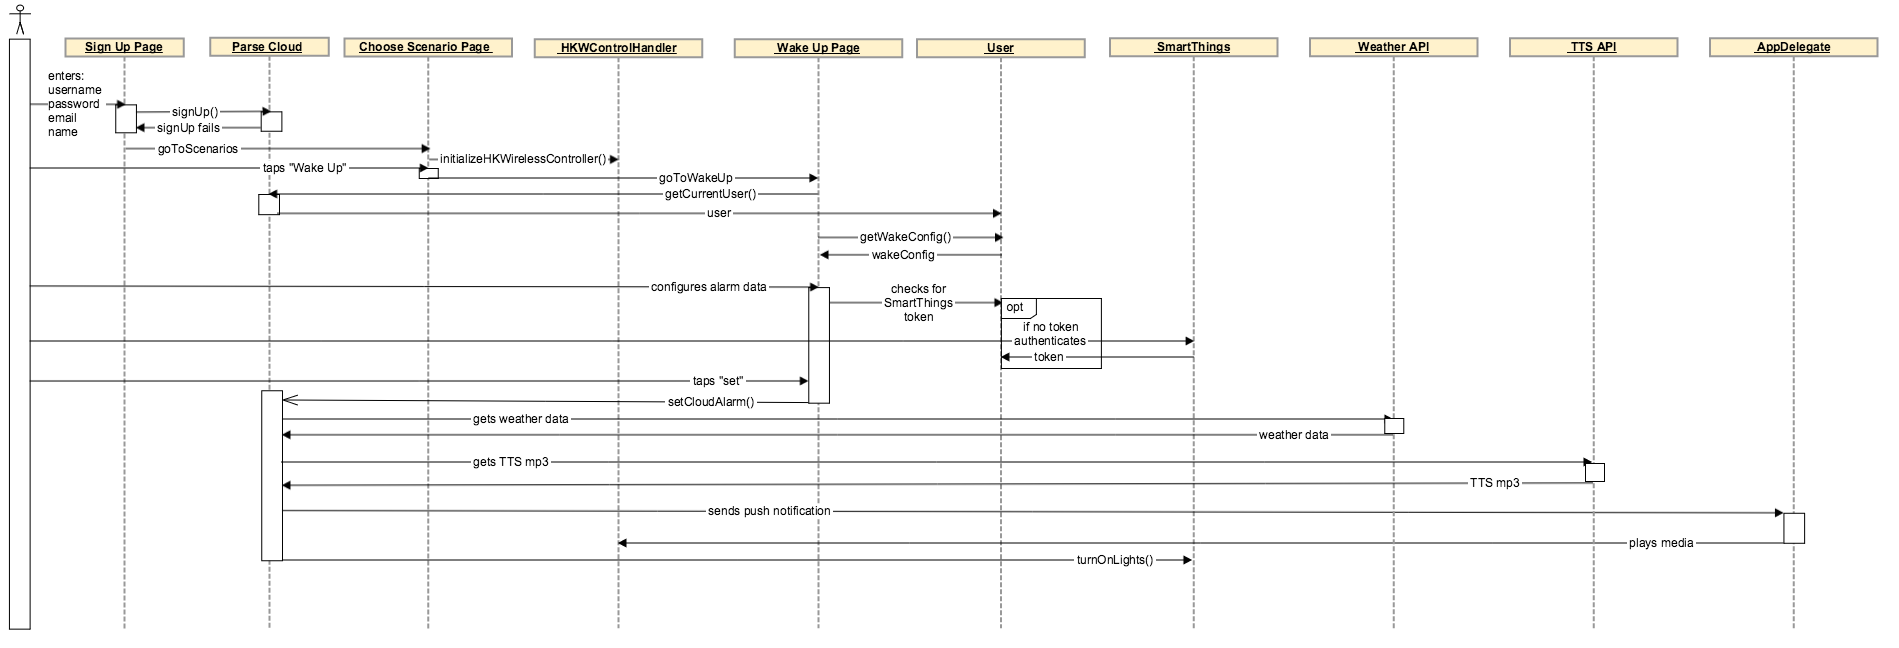 Sign Up Page
Parse Cloud
Choose Scenario Page
HKWControlHandler
Wake Up Page
User
SmartThings
Weather API
TTS API
AppDelegate
enters:
username
password
email
name
signUp()
signUp fails
goToScenarios
initializeHKWirelessController()
taps "Wake Up"
goToWakeUp
getCurrentUser()
user
getWakeConfig()
wakeConfig
configures alarm data
checks for
SmartThings
token
opt
if no token
authenticates
token
taps "set"
setCloudAlarm()
gets weather data
weather data
gets TTS mp3
TTS mp3
sends push notification
plays media
turnOnLights()